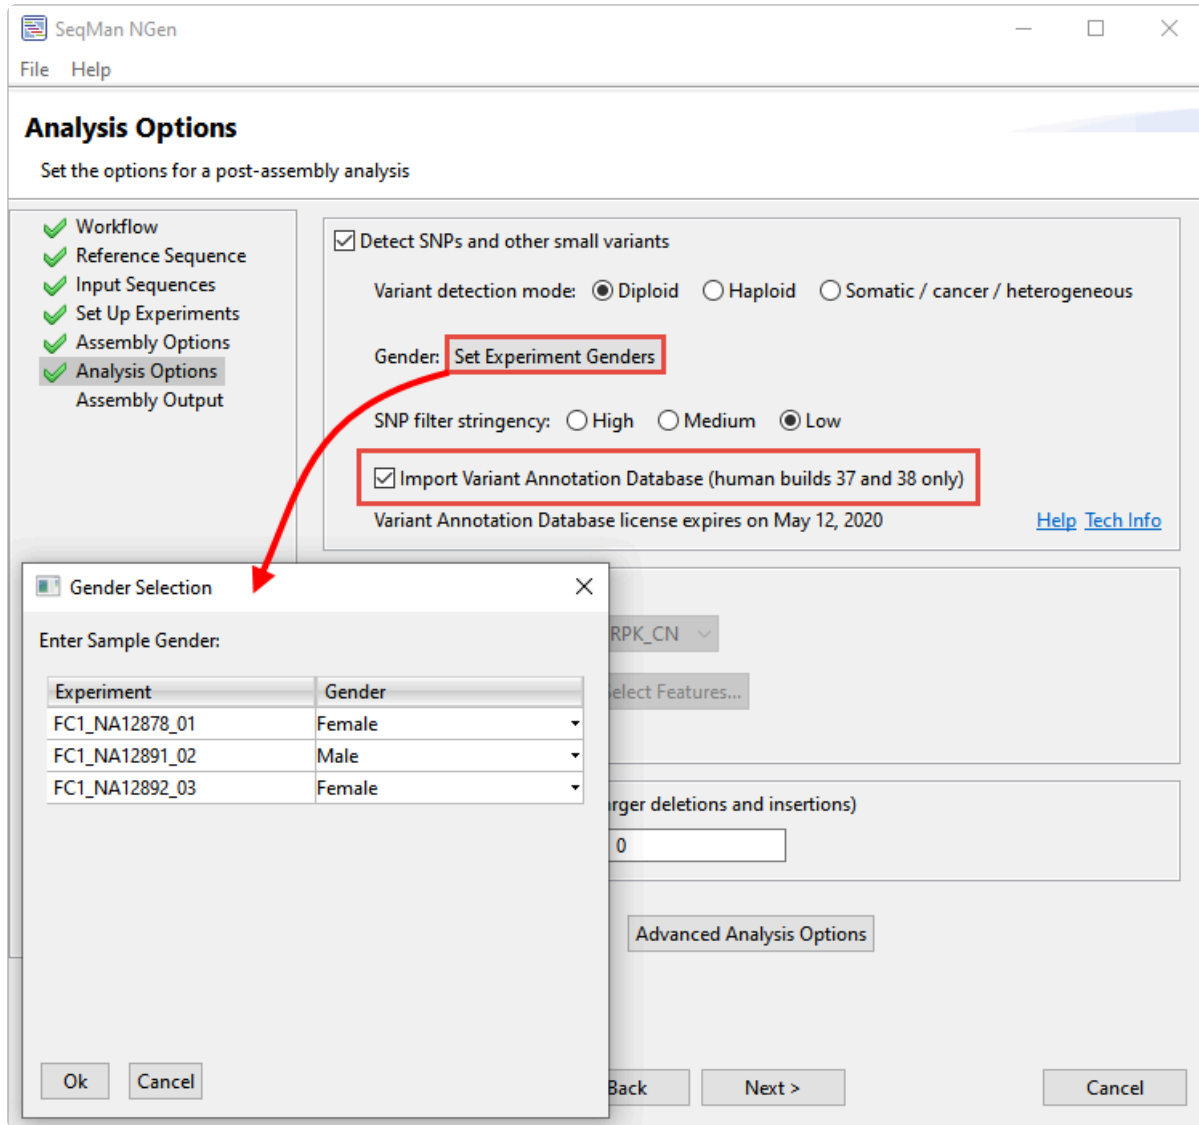 SeqMan NGen
File Help
Analysis Options
Set the options for a post-assembly analysis
Workflow
Reference Sequence
Input Sequences
Set Up Experiments
Assembly Options
Analysis Options
Assembly Output
Detect SNPs and other small variants
Variant detection mode: Diploid Haploid Somatic / cancer / heterogeneous
Gender: Set Experiment Genders
SNP filter stringency: High Medium Low
Import Variant Annotation Database (human builds 37 and 38 only)
Variant Annotation Database license expires on May 12, 2020 Help Tech Info
RPK_CN
Select Features...
deletions and insertions)
0
Advanced Analysis Options
Back Next > Cancel
Gender Selection
Enter Sample Gender:
Experiment Gender
FC1_NA12878_01 Female
FC1_NA12891_02 Male
FC1_NA12892_03 Female
Ok Cancel